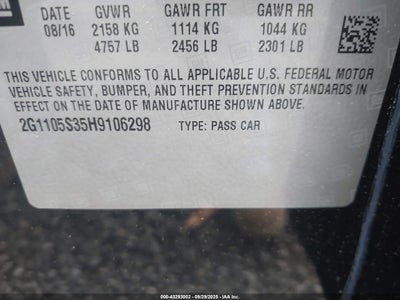 DATE GVWR GAWR FRT GAWR RR
08/16 2158 KG 1114 KG 1044 KG
4757 LB 2456 LB 2301 LB
THIS VEHICLE CONFORMS TO ALL APPLICABLE U.S. FEDERAL MOTOR
VEHICLE SAFETY, BUMPER, AND THEFT PREVENTION STANDARDS IN
EFFECT ON THE DATE OF MANUFACTURE SHOWN ABOVE.
2G1105S35H9106298 TYPE: PASS CAR
000-43293002 - 09/29/2025 - IAA Inc.